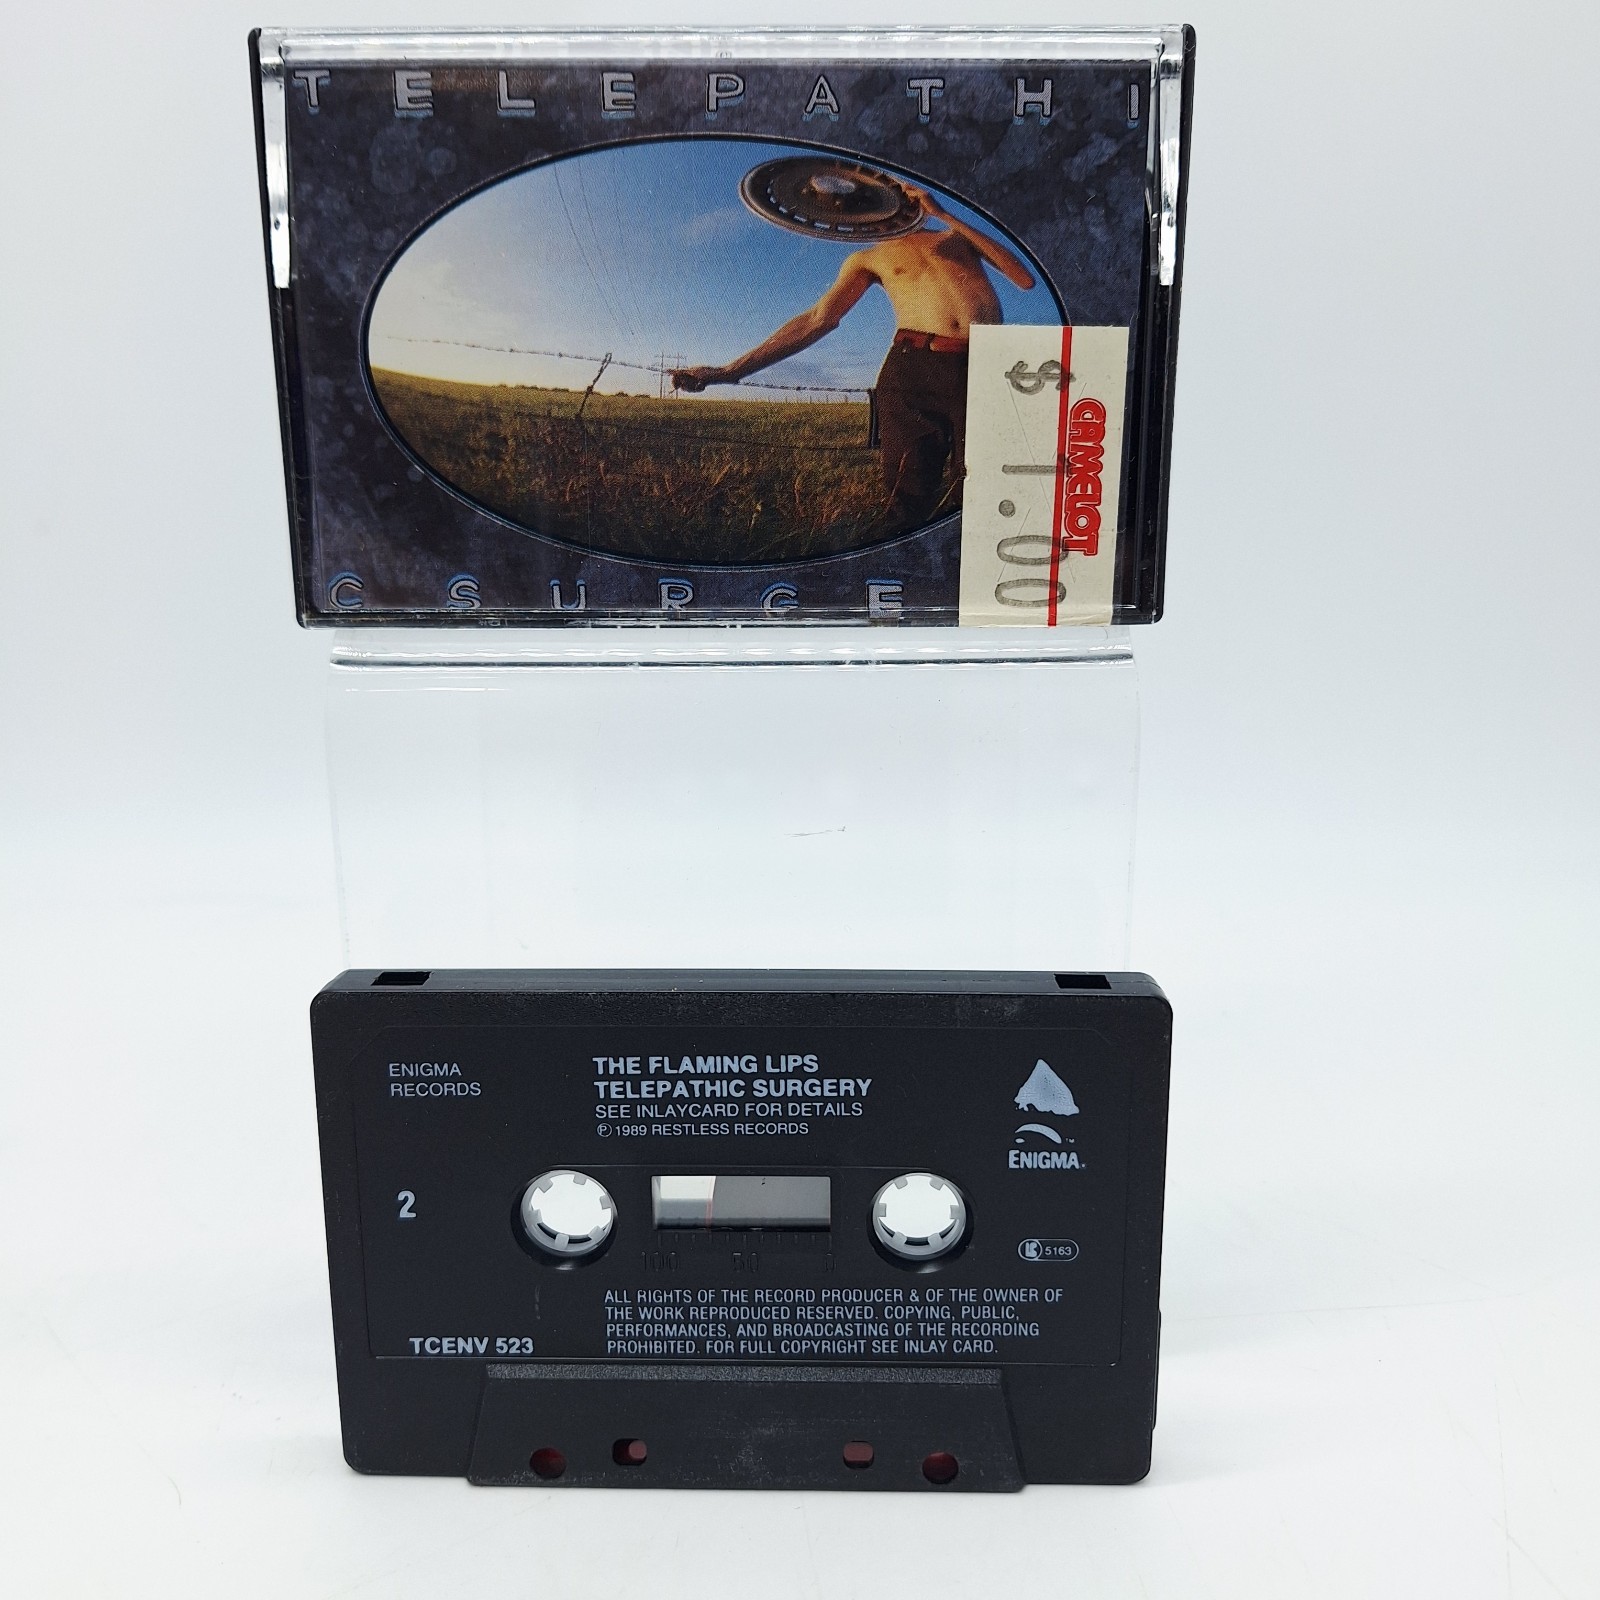 TELEPATHI
CSURGE
$1.00
CAMELOT
ENIGMA
RECORDS
THE FLAMING LIPS
TELEPATHIC SURGERY
SEE INLAYCARD FOR DETAILS
℗ 1989 RESTLESS RECORDS
ENIGMA
2
100 50 0
5163
ALL RIGHTS OF THE RECORD PRODUCER & OF THE OWNER OF
THE WORK REPRODUCED RESERVED. COPYING, PUBLIC,
PERFORMANCES, AND BROADCASTING OF THE RECORDING
PROHIBITED. FOR FULL COPYRIGHT SEE INLAY CARD.
TCENV 523